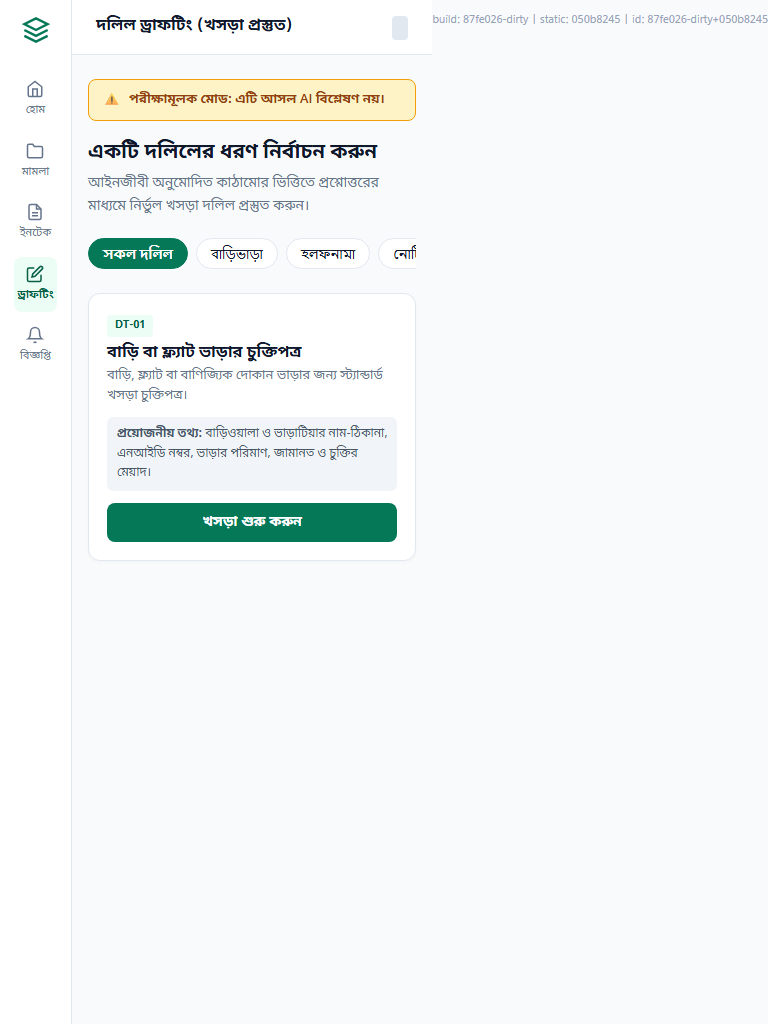 দলিল ড্রাফটিং (খসড়া প্রস্তুত)
build: 87fe026-dirty | static: 050b8245 | id: 87fe026-dirty+050b8245
হোম
মামলা
ইনটেক
ড্রাফটিং
বিজ্ঞপ্তি
পরীক্ষামূলক মোড: এটি আসল AI বিশ্লেষণ নয়।
একটি দলিলের ধরণ নির্বাচন করুন
আইনজীবী অনুমোদিত কাঠামোর ভিত্তিতে প্রশ্নোত্তরের
মাধ্যমে নির্ভুল খসড়া দলিল প্রস্তুত করুন।
সকল দলিল
বাড়িভাড়া
হলফনামা
DT-01
বাড়ি বা ফ্ল্যাট ভাড়ার চুক্তিপত্র
বাড়ি, ফ্ল্যাট বা বাণিজ্যিক দোকান ভাড়ার জন্য স্ট্যান্ডার্ড
খসড়া চুক্তিপত্র।
প্রয়োজনীয় তথ্য: বাড়িওয়ালা ও ভাড়াটিয়ার নাম-ঠিকানা,
এনআইডি নম্বর, ভাড়ার পরিমাণ, জামানত ও চুক্তির
মেয়াদ।
খসড়া শুরু করুন